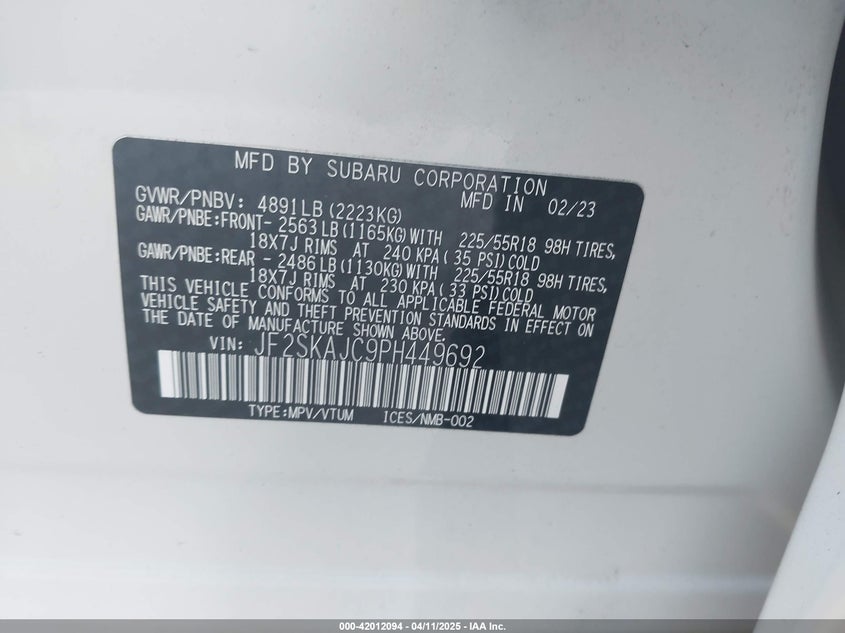 MFD BY SUBARU CORPORATION
MFD IN 02/23
GVWR/PNBV: 4891LB(2223KG)
GAWR/PNBE:FRONT- 2563LB(1165KG)WITH 225/55R18 98H TIRES,
18X7J RIMS AT 240 KPA( 35 PSI)COLD
GAWR/PNBE:REAR - 2486LB(1130KG)WITH 225/55R18 98H TIRES,
18X7J RIMS AT 230 KPA( 33 PSI)COLD
THIS VEHICLE CONFORMS TO ALL APPLICABLE FEDERAL MOTOR
VEHICLE SAFETY AND THEFT PREVENTION STANDARDS IN EFFECT ON
THE DATE OF MANUFACTURE SHOWN ABOVE.
VIN: JF2SKAJC9PH449692
TYPE:MPV/VTUM ICES/NMB-002
000-42012094 - 04/11/2025 - IAA Inc.